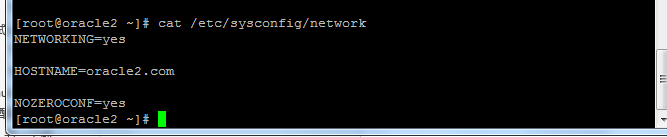 [root@oracle2 ~]# cat /etc/sysconfig/network
NETWORKING=yes
HOSTNAME=oracle2.com
NOZEROCONF=yes
[root@oracle2 ~]#